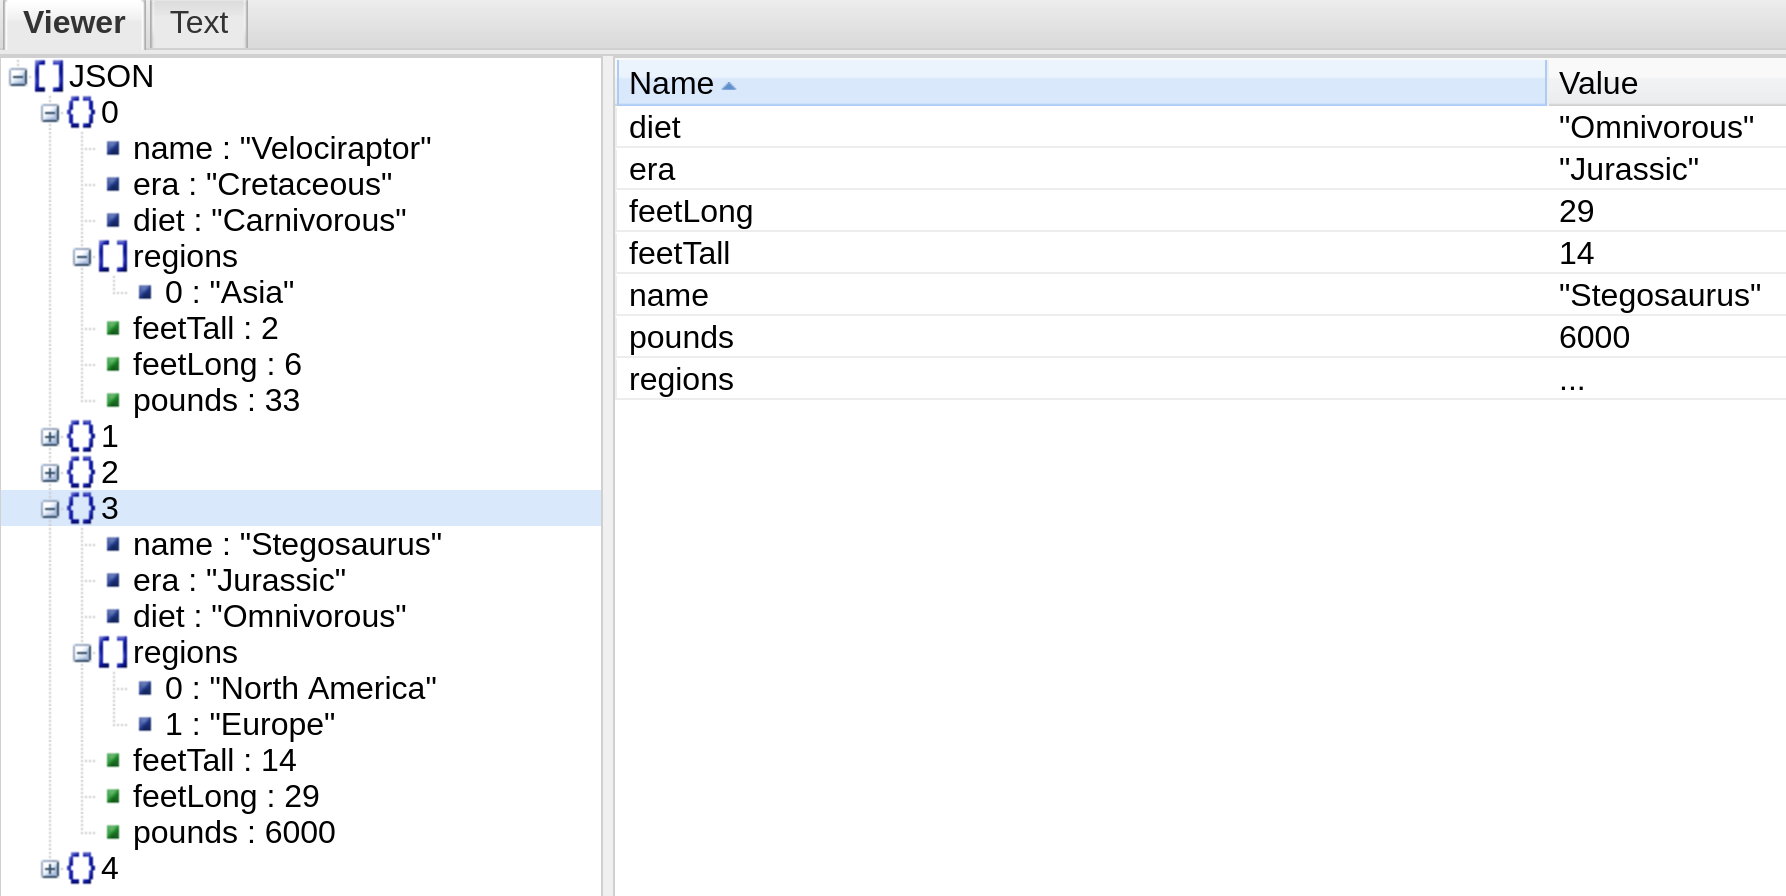 Viewer Text
JSON
0
name : "Velociraptor"
era : "Cretaceous"
diet : "Carnivorous"
regions
0 : "Asia"
feetTall : 2
feetLong : 6
pounds : 33
1
2
3
name : "Stegosaurus"
era : "Jurassic"
diet : "Omnivorous"
regions
0 : "North America"
1 : "Europe"
feetTall : 14
feetLong : 29
pounds : 6000
4
Name Value
diet "Omnivorous"
era "Jurassic"
feetLong 29
feetTall 14
name "Stegosaurus"
pounds 6000
regions ...